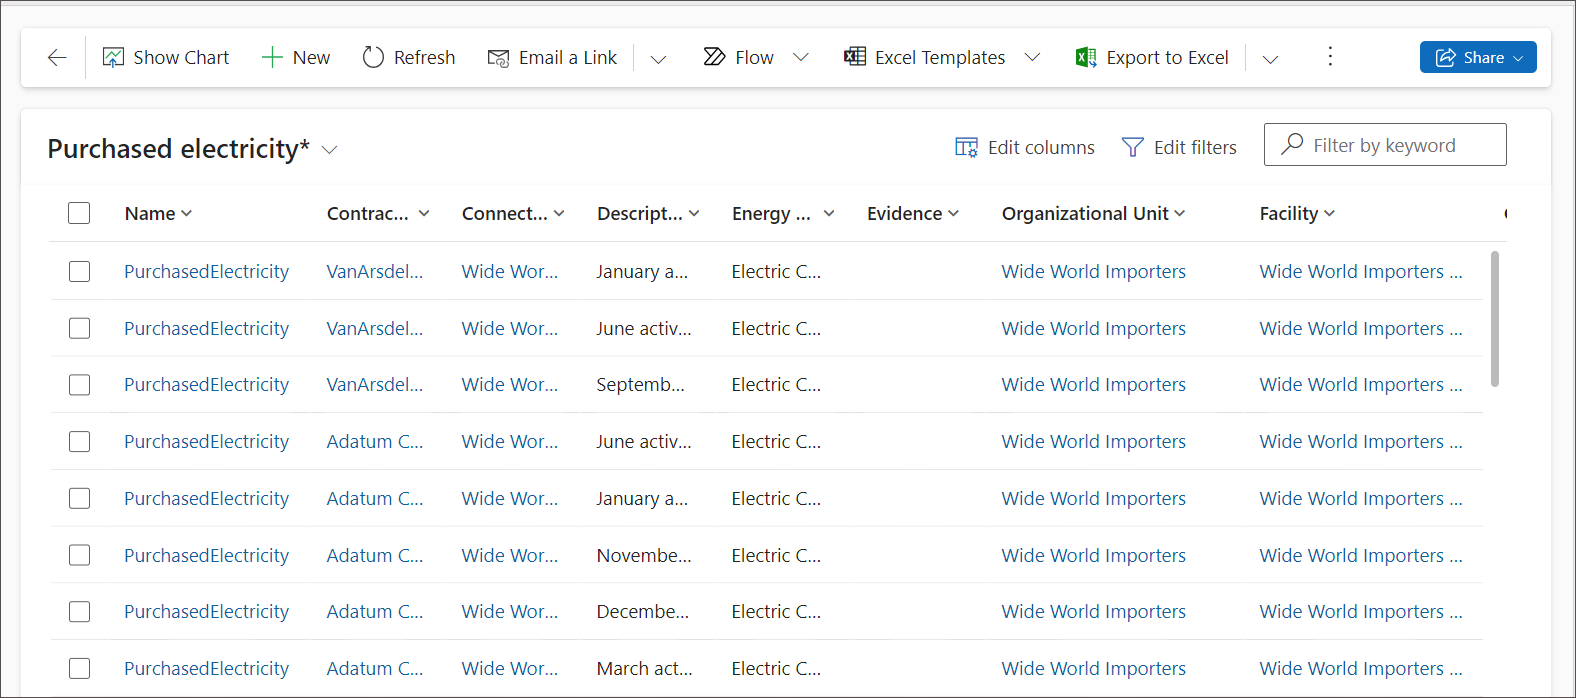 Show Chart New Refresh Email a Link Flow Excel Templates Export to Excel Share
Purchased electricity* Edit columns Edit filters Filter by keyword
Name Contrac... Connect... Descript... Energy ... Evidence Organizational Unit Facility
PurchasedElectricity VanArsdel... Wide Wor... January a... Electric C... Wide World Importers Wide World Importers ...
PurchasedElectricity VanArsdel... Wide Wor... June activ... Electric C... Wide World Importers Wide World Importers ...
PurchasedElectricity VanArsdel... Wide Wor... Septemb... Electric C... Wide World Importers Wide World Importers ...
PurchasedElectricity Adatum C... Wide Wor... June activ... Electric C... Wide World Importers Wide World Importers ...
PurchasedElectricity Adatum C... Wide Wor... January a... Electric C... Wide World Importers Wide World Importers ...
PurchasedElectricity Adatum C... Wide Wor... Novembe... Electric C... Wide World Importers Wide World Importers ...
PurchasedElectricity Adatum C... Wide Wor... Decembe... Electric C... Wide World Importers Wide World Importers ...
PurchasedElectricity Adatum C... Wide Wor... March act... Electric C... Wide World Importers Wide World Importers ...